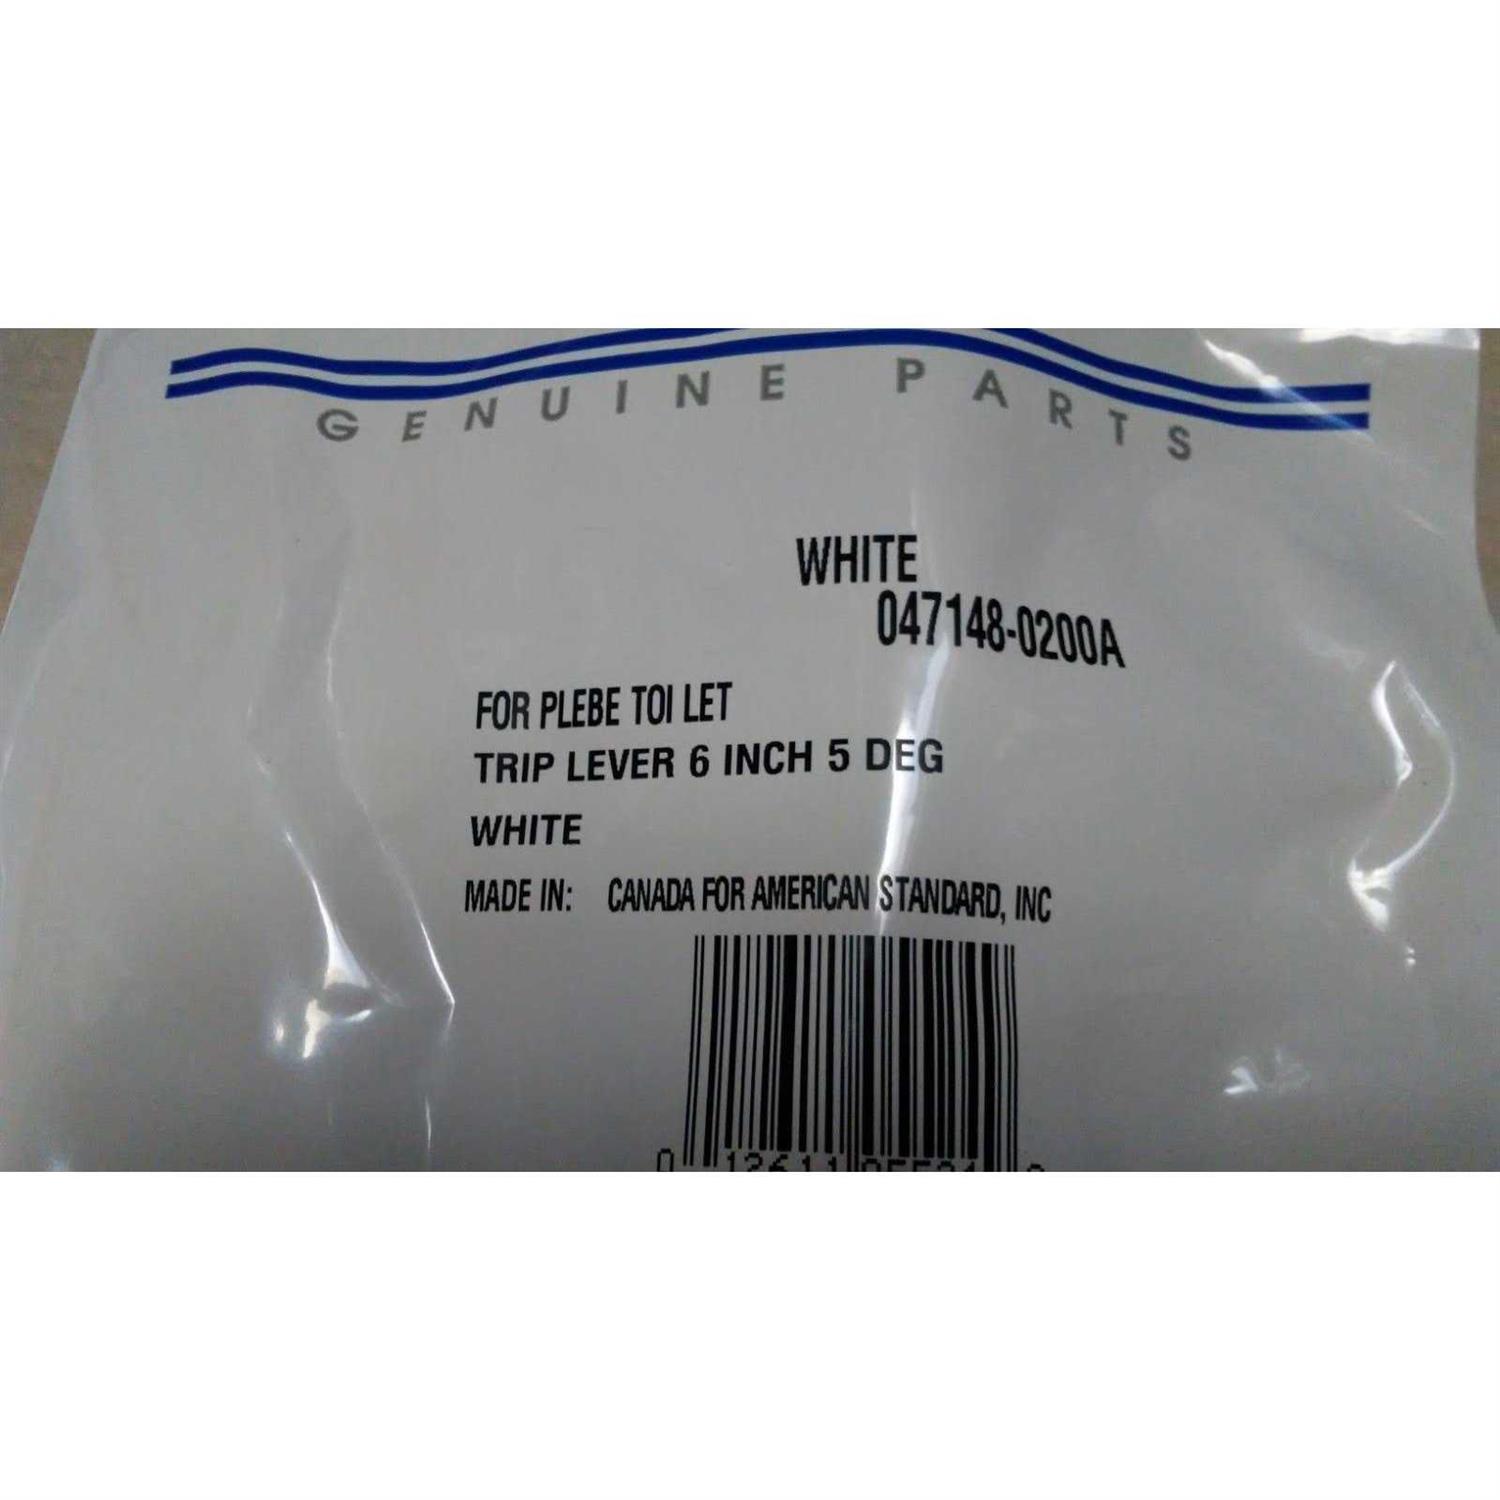 GENUINE PARTS
WHITE
047148-0200A
FOR PLEBE TOI LET
TRIP LEVER 6 INCH 5 DEG
WHITE
MADE IN: CANADA FOR AMERICAN STANDARD, INC